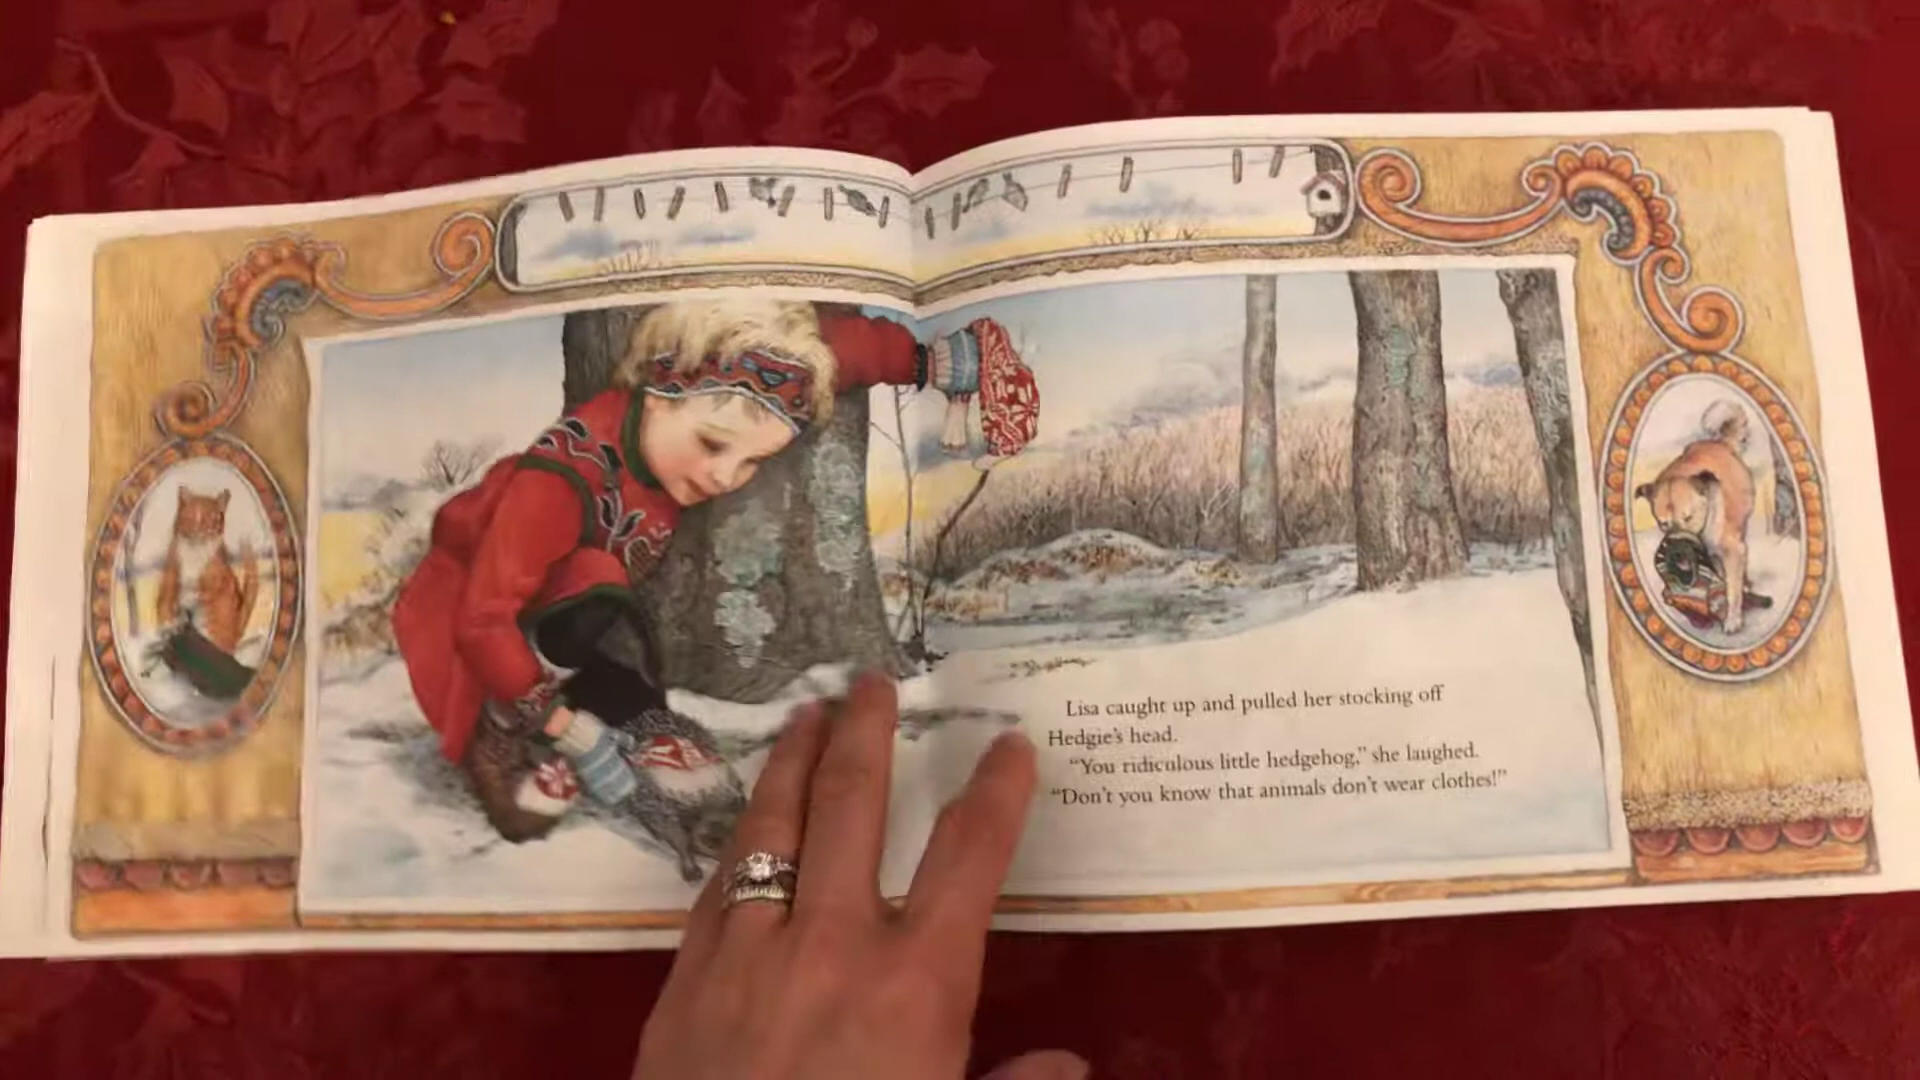 Lisa caught up and pulled her stocking off
Hedgie's head.
"You ridiculous little hedgehog," she laughed.
"Don't you know that animals don't wear clothes!"